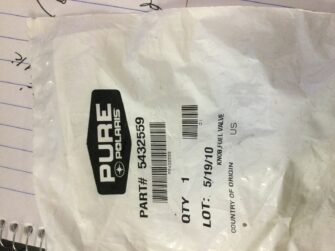 PURE
POLARIS
PART# 5432559
QTY 1
LOT: 5/19/10
KNOB,FUEL VALVE
COUNTRY OF ORIGIN US